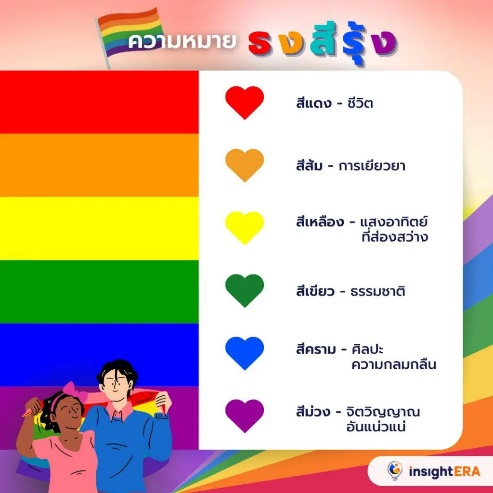 ความหมาย ธงสีรุ้ง
สีแดง - ชีวิต
สีส้ม - การเยียวยา
สีเหลือง - แสงอาทิตย์
ที่ส่องสว่าง
สีเขียว - ธรรมชาติ
สีคราม - ศิลปะ
ความกลมกลืน
สีม่วง - จิตวิญญาณ
อันแน่วแน่
insightERA